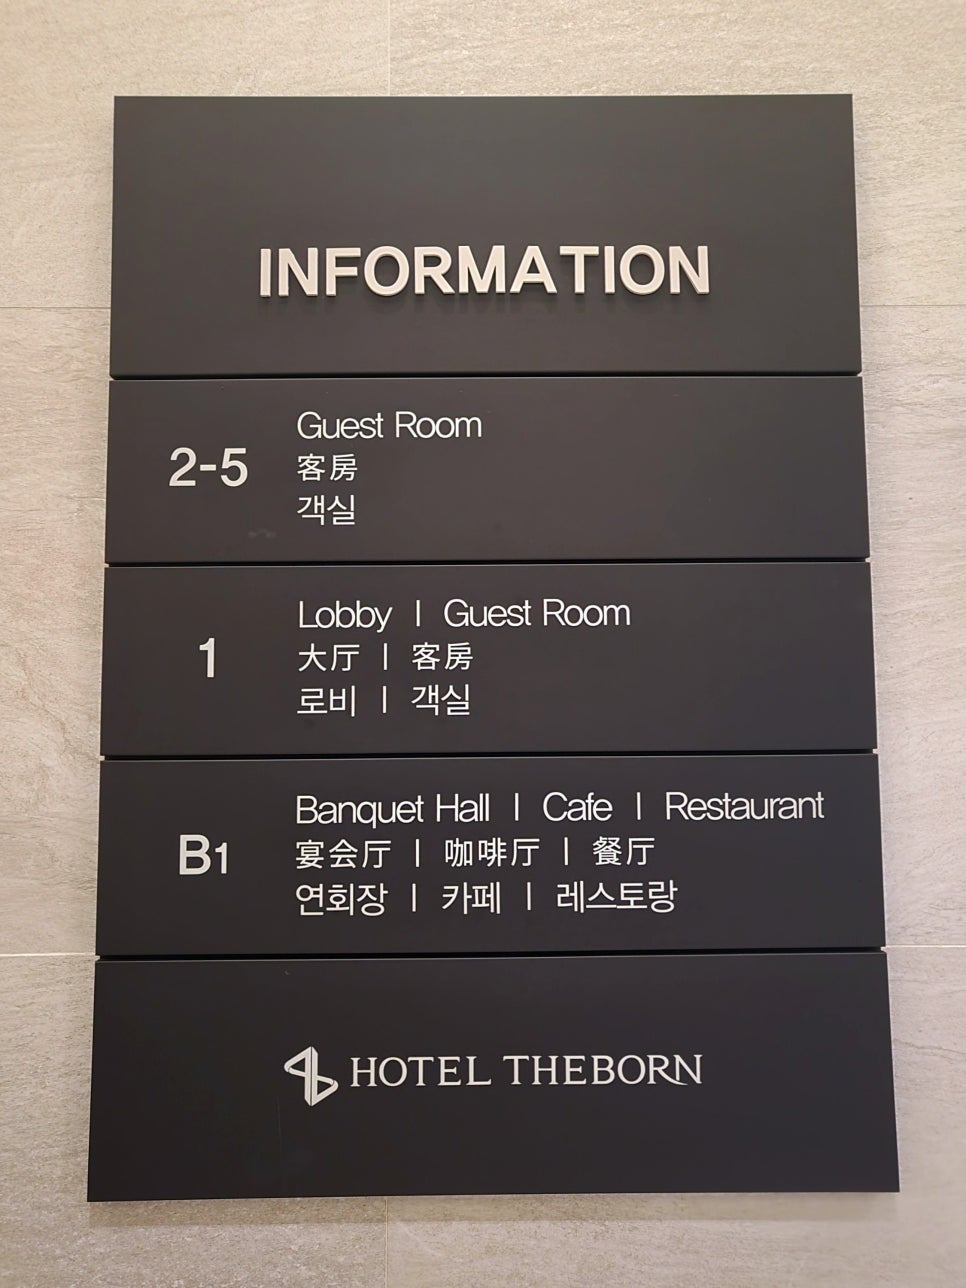 INFORMATION
2-5
Guest Room
客房
객실
1
Lobby | Guest Room
大厅 | 客房
로비 | 객실
B1
Banquet Hall | Cafe | Restaurant
宴会厅 | 咖啡厅 | 餐厅
연회장 | 카페 | 레스토랑
HOTEL THEBORN